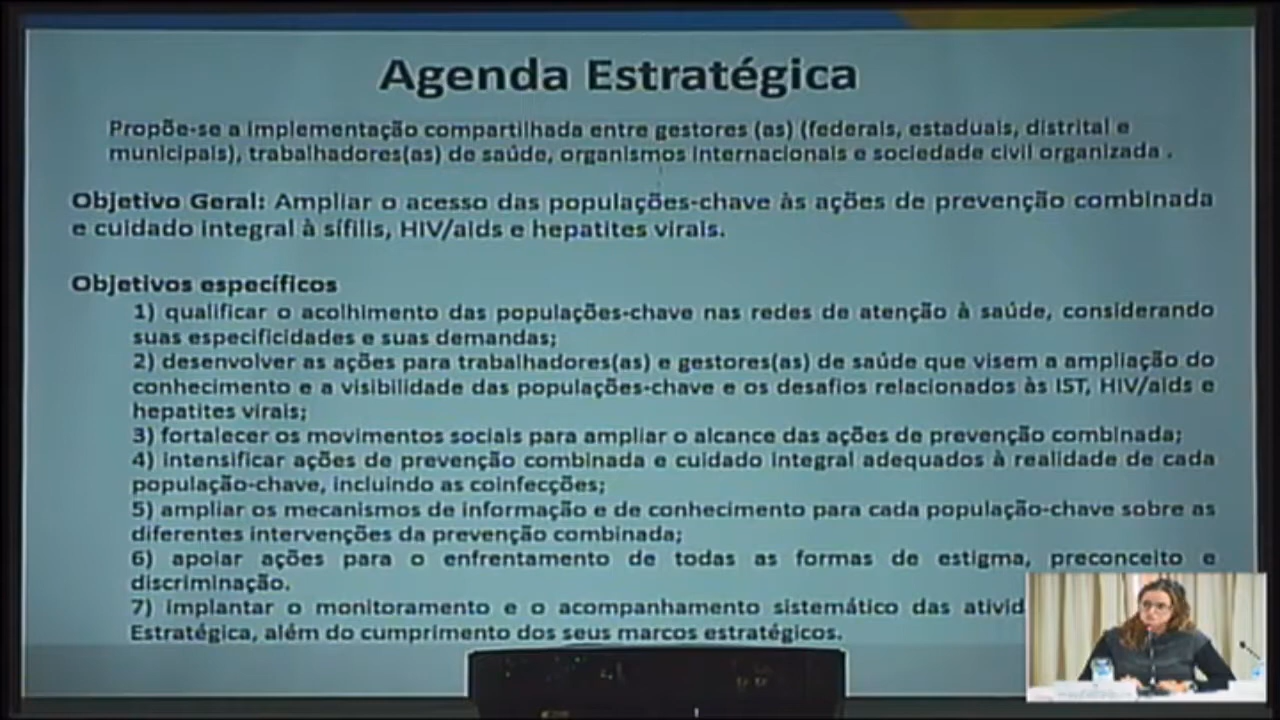 Agenda Estratégica
Propõe-se a implementação compartilhada entre gestores (as) (federais, estaduais, distrital e
municipais), trabalhadores(as) de saúde, organismos internacionais e sociedade civil organizada .
Objetivo Geral: Ampliar o acesso das populações-chave às ações de prevenção combinada
e cuidado integral à sífilis, HIV/aids e hepatites virais.
Objetivos específicos
1) qualificar o acolhimento das populações-chave nas redes de atenção à saúde, considerando
suas especificidades e suas demandas;
2) desenvolver as ações para trabalhadores(as) e gestores(as) de saúde que visem a ampliação do
conhecimento e a visibilidade das populações-chave e os desafios relacionados às IST, HIV/aids e
hepatites virais;
3) fortalecer os movimentos sociais para ampliar o alcance das ações de prevenção combinada;
4) intensificar ações de prevenção combinada e cuidado integral adequados à realidade de cada
população-chave, incluindo as coinfecções;
5) ampliar os mecanismos de informação e de conhecimento para cada população-chave sobre as
diferentes intervenções da prevenção combinada;
6) apoiar ações para o enfrentamento de todas as formas de estigma, preconceito e
discriminação.
7) implantar o monitoramento e o acompanhamento sistemático das
Estratégica, além do cumprimento dos seus marcos estratégicos.